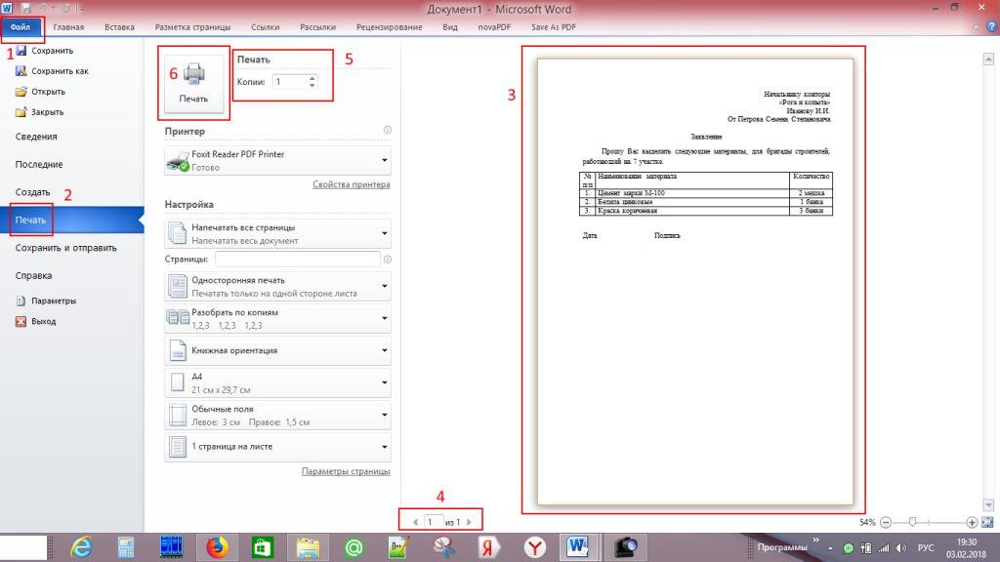 Документ1 - Microsoft Word
Файл Главная Вставка Разметка страницы Ссылки Рассылки Рецензирование Вид novaPDF Save As PDF
1
Сохранить
Сохранить как
Открыть
Закрыть
Сведения
Последние
Создать
2
Печать
Сохранить и отправить
Справка
Параметры
Выход
6
Печать
Печать
5
Копии: 1
Принтер
Foxit Reader PDF Printer
Готово
Свойства принтера
Настройка
Напечатать все страницы
Напечатать весь документ
Страницы:
Односторонняя печать
Печатать только на одной стороне листа
Разобрать по копиям
1,2,3 1,2,3 1,2,3
Книжная ориентация
A4
21 см x 29,7 см
Обычные поля
Левое: 3 см Правое: 1,5 см
1 страница на листе
Параметры страницы
3
Начальнику конторы
«Рога и копыта»
Иванову И.И.
От Петрова Семена Степановича
Заявление
Прошу Вас выделить следующие материалы, для бригады строителей,
работающей на 7 участке.
№ п/п Наименование материала Количество
1. Цемент марки М-100 2 мешка
2. Белила цинковые 1 банка
3. Краска коричневая 3 банки
Дата Подпись
4
1 из 1
54%
Программы
РУС
19:30
03.02.2018